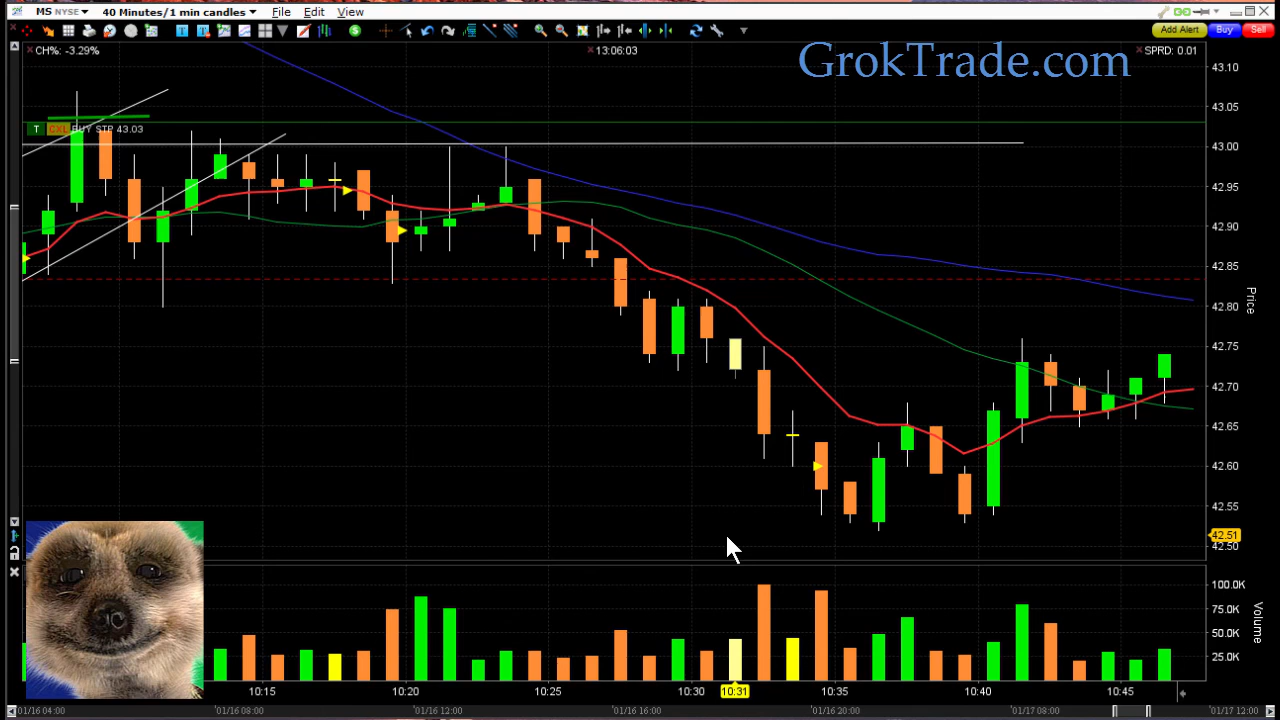 MS NYSE 40 Minutes/1 min candles File Edit View
Add Alert Buy Sell
CH%: -3.29% 13:06:03 SPRD: 0.01
GrokTrade.com
43.10
43.05
T CXL BUY STP 43.03
43.00
42.95
42.90
42.85
42.80
Price
42.75
42.70
42.65
42.60
42.55
42.51
42.50
100.0K
75.0K
Volume
50.0K
25.0K
10:15 10:20 10:25 10:30 10:31 10:35 10:40 10:45
01/16 04:00 01/16 08:00 01/16 12:00 01/16 16:00 01/16 20:00 01/17 08:00 01/17 12:00